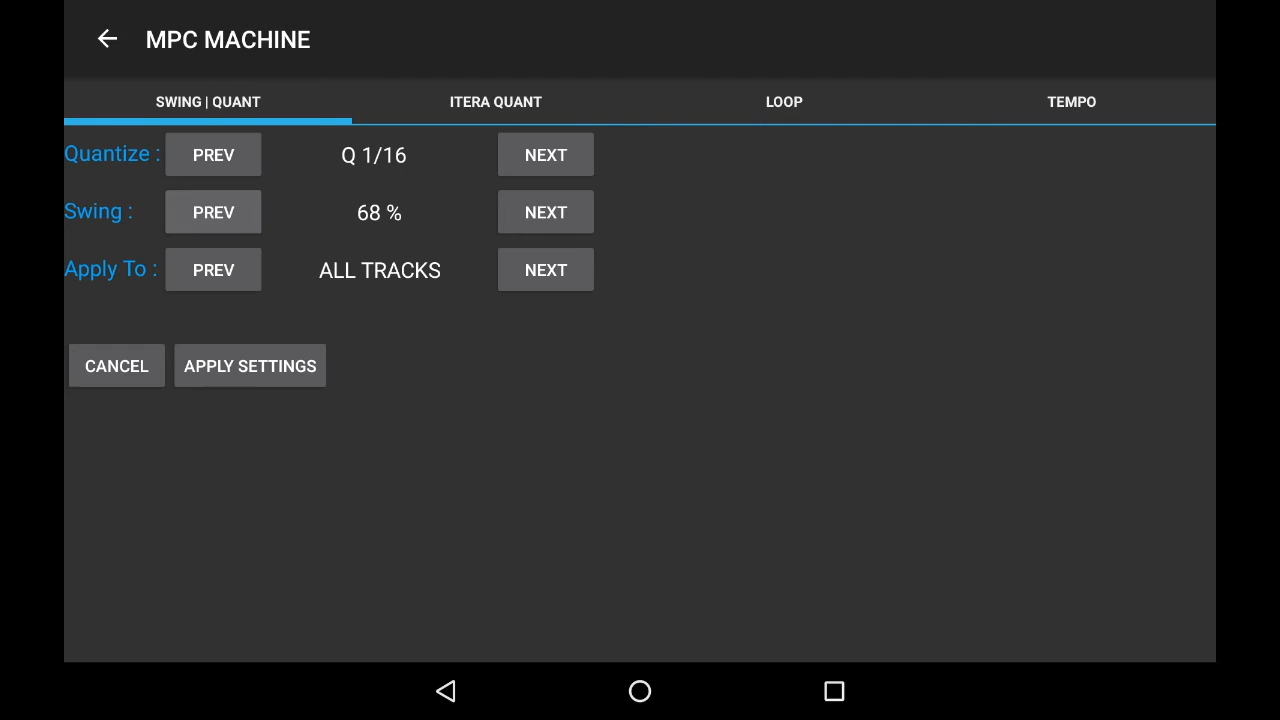 MPC MACHINE
SWING | QUANT ITERA QUANT LOOP TEMPO
Quantize : PREV Q 1/16 NEXT
Swing : PREV 68 % NEXT
Apply To : PREV ALL TRACKS NEXT
CANCEL APPLY SETTINGS